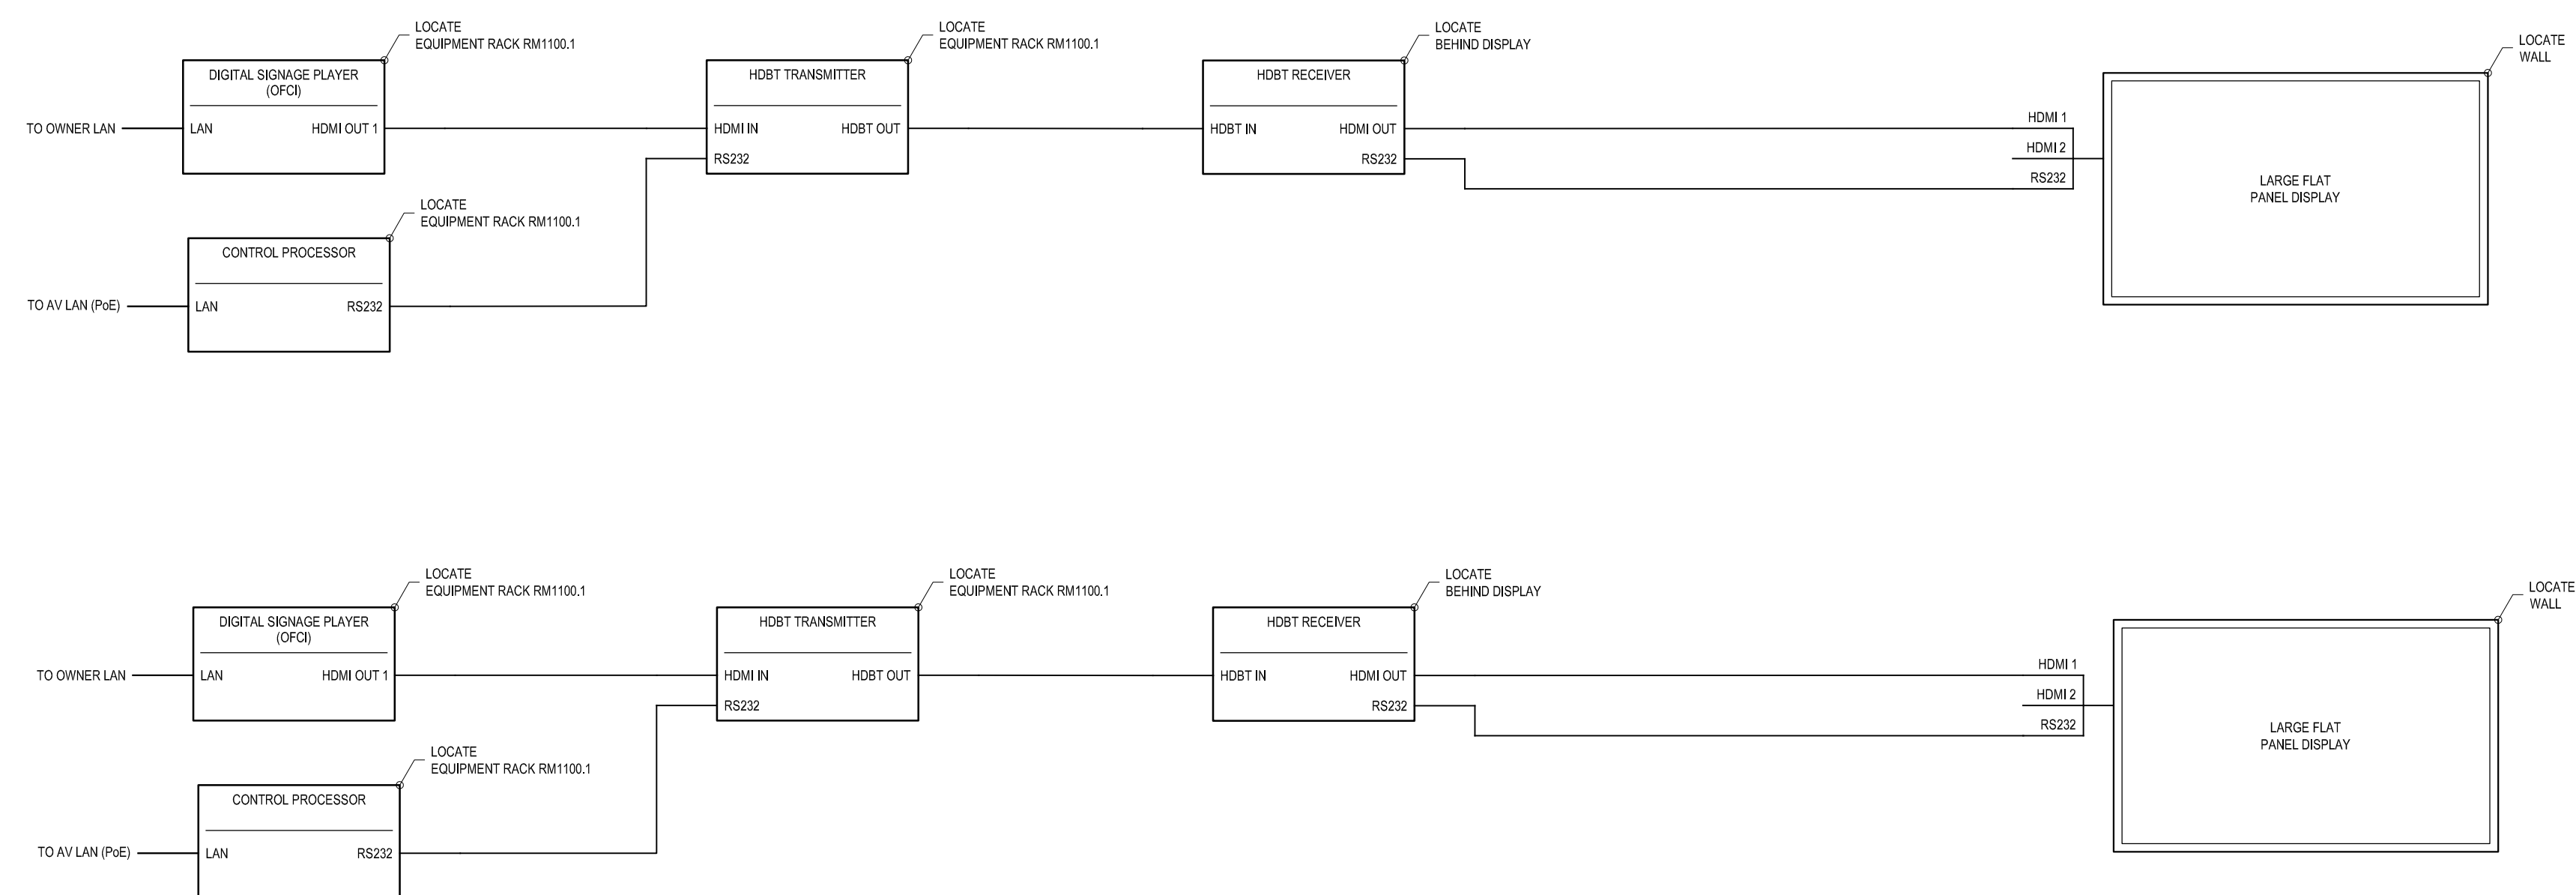 LOCATE
EQUIPMENT RACK RM1100.1
LOCATE
EQUIPMENT RACK RM1100.1
LOCATE
BEHIND DISPLAY
LOCATE
WALL
DIGITAL SIGNAGE PLAYER
(OFCI)
HDBT TRANSMITTER
HDBT RECEIVER
TO OWNER LAN
LAN
HDMI OUT 1
HDMI IN
HDBT OUT
RS232
HDBT IN
HDMI OUT
RS232
HDMI 1
HDMI 2
RS232
LARGE FLAT
PANEL DISPLAY
LOCATE
EQUIPMENT RACK RM1100.1
CONTROL PROCESSOR
TO AV LAN (PoE)
LAN
RS232
LOCATE
EQUIPMENT RACK RM1100.1
LOCATE
EQUIPMENT RACK RM1100.1
LOCATE
BEHIND DISPLAY
LOCATE
WALL
DIGITAL SIGNAGE PLAYER
(OFCI)
HDBT TRANSMITTER
HDBT RECEIVER
TO OWNER LAN
LAN
HDMI OUT 1
HDMI IN
HDBT OUT
RS232
HDBT IN
HDMI OUT
RS232
HDMI 1
HDMI 2
RS232
LARGE FLAT
PANEL DISPLAY
LOCATE
EQUIPMENT RACK RM1100.1
CONTROL PROCESSOR
TO AV LAN (PoE)
LAN
RS232